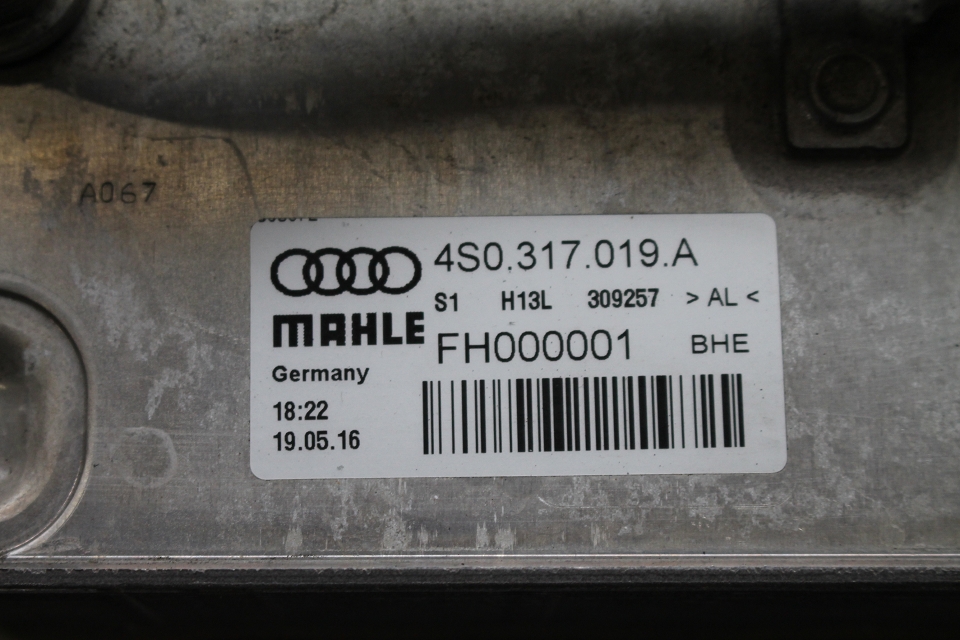 A067
4S0.317.019.A
S1 H13L 309257 > AL <
MAHLE
FH000001 BHE
Germany
18:22
19.05.16